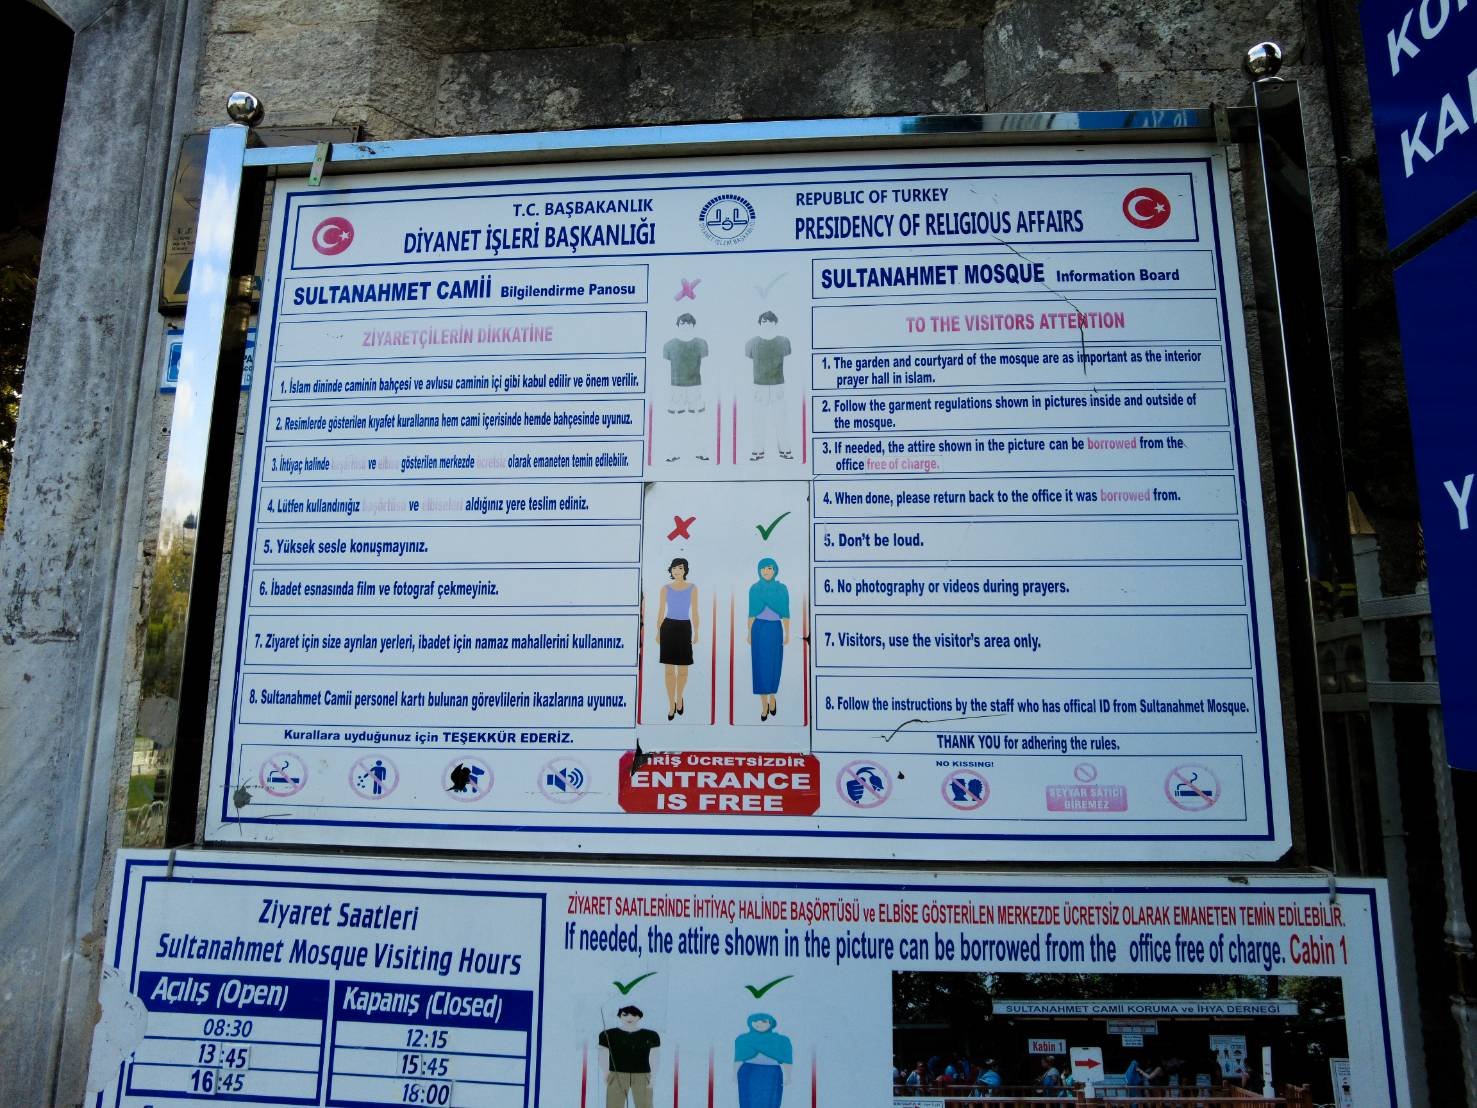 T.C. BAŞBAKANLIK
DİYANET İŞLERİ BAŞKANLIĞI
REPUBLIC OF TURKEY
PRESIDENCY OF RELIGIOUS AFFAIRS
SULTANAHMET CAMİİ Bilgilendirme Panosu
ZİYARETÇİLERİN DİKKATİNE
1. İslam dininde caminin bahçesi ve avlusu caminin içi gibi kabul edilir ve önem verilir.
2. Resimlerde gösterilen kıyafet kurallarına hem cami içerisinde hemde bahçesinde uyunuz.
3. İhtiyaç halinde başörtüsü ve elbise gösterilen merkezde ücretsiz olarak emaneten temin edilebilir.
4. Lütfen kullandınığız başörtüsü ve elbiseleri aldığınız yere teslim ediniz.
5. Yüksek sesle konuşmayınız.
6. İbadet esnasında film ve fotograf çekmeyiniz.
7. Ziyaret için size ayrılan yerleri, ibadet için namaz mahallerini kullanınız.
8. Sultanahmet Camii personel kartı bulunan görevlilerin ikazlarına uyunuz.
Kurallara uyduğunuz için TEŞEKKÜR EDERİZ.
SULTANAHMET MOSQUE Information Board
TO THE VISITORS ATTENTION
1. The garden and courtyard of the mosque are as important as the interior
prayer hall in islam.
2. Follow the garment regulations shown in pictures inside and outside of
the mosque.
3. If needed, the attire shown in the picture can be borrowed from the
office free of charge.
4. When done, please return back to the office it was borrowed from.
5. Don't be loud.
6. No photography or videos during prayers.
7. Visitors, use the visitor's area only.
8. Follow the instructions by the staff who has offical ID from Sultanahmet Mosque.
THANK YOU for adhering the rules.
İRİŞ ÜCRETSİZDİR
ENTRANCE
IS FREE
NO KISSING!
SEYYAR SATICI
GİREMEZ
Ziyaret Saatleri
Sultanahmet Mosque Visiting Hours
Açılış (Open)
Kapanış (Closed)
08:30
12:15
13:45
15:45
16:45
18:00
ZİYARET SAATLERİNDE İHTİYAÇ HALİNDE BAŞÖRTÜSÜ ve ELBİSE GÖSTERİLEN MERKEZDE ÜCRETSİZ OLARAK EMANETEN TEMİN EDİLEBİLİR.
If needed, the attire shown in the picture can be borrowed from the office free of charge. Cabin 1
SULTANAHMET CAMİİ KORUMA ve İHYA DERNEĞİ
Kabin 1
KO
KA
Y